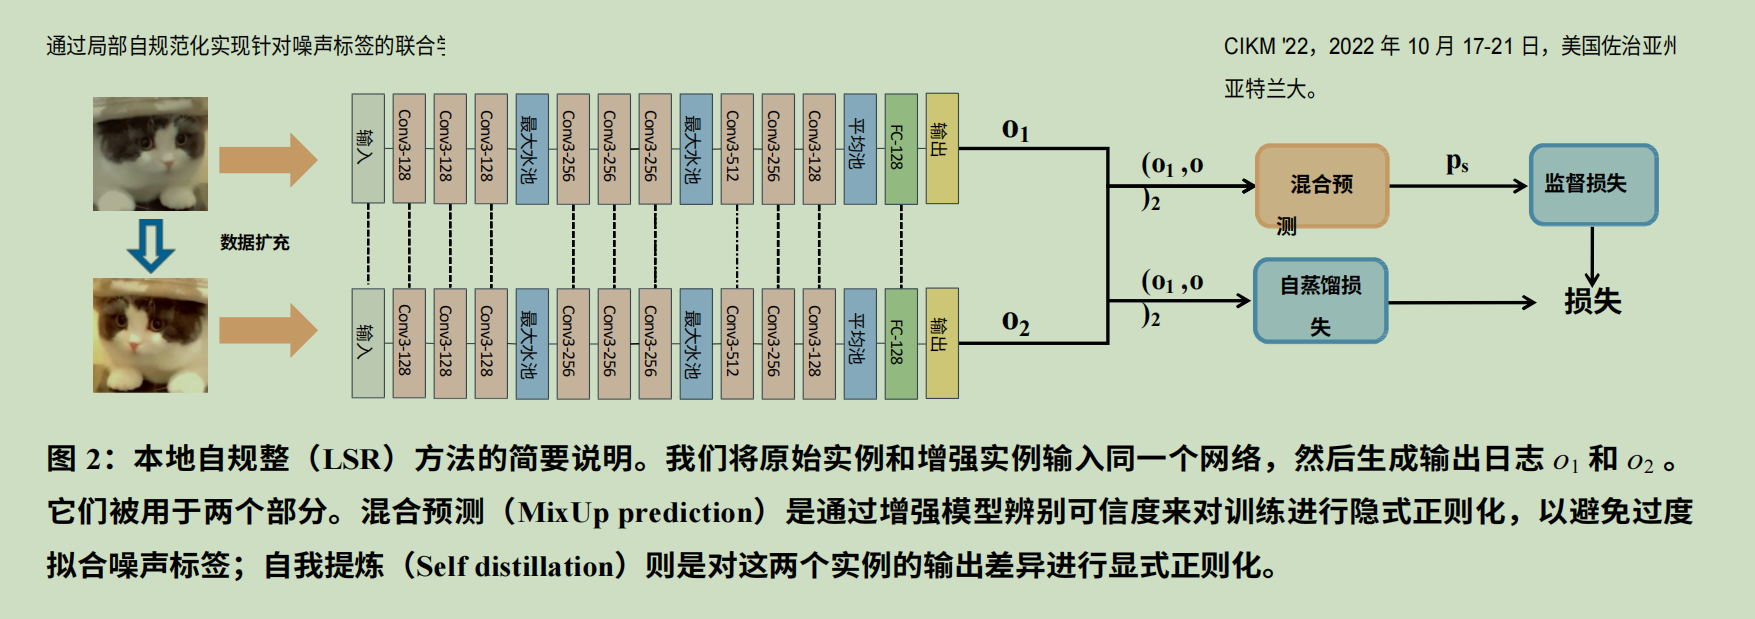 通过局部自规范化实现针对噪声标签的联合
CIKM '22，2022 年 10 月 17-21 日，美国佐治亚州
亚特兰大。
输入 Conv3-128 Conv3-128 Conv3-128 最大水池 Conv3-256 Conv3-256 Conv3-256 最大水池 Conv3-512 Conv3-256 Conv3-128 平均池 FC-128 输出
o1
(o1 ,o
)2
混合预
测
ps
监督损失
数据扩充
输入 Conv3-128 Conv3-128 Conv3-128 最大水池 Conv3-256 Conv3-256 Conv3-256 最大水池 Conv3-512 Conv3-256 Conv3-128 平均池 FC-128 输出
o2
(o1 ,o
)2
自蒸馏损
失
损失
图 2：本地自规整（LSR）方法的简要说明。我们将原始实例和增强实例输入同一个网络，然后生成输出日志 o1 和 o2 。
它们被用于两个部分。混合预测（MixUp prediction）是通过增强模型辨别可信度来对训练进行隐式正则化，以避免过度
拟合噪声标签；自我提炼（Self distillation）则是对这两个实例的输出差异进行显式正则化。